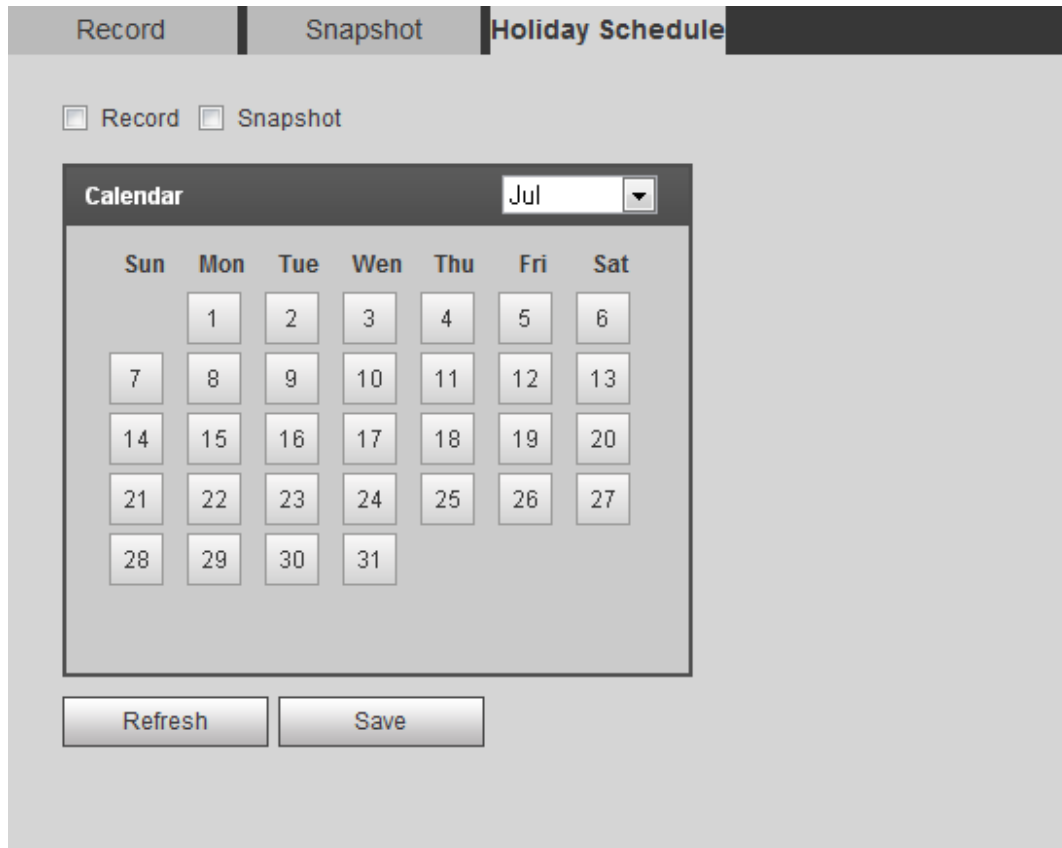 Record Snapshot Holiday Schedule
Record Snapshot
Calendar Jul
Sun Mon Tue Wen Thu Fri Sat
1 2 3 4 5 6
7 8 9 10 11 12 13
14 15 16 17 18 19 20
21 22 23 24 25 26 27
28 29 30 31
Refresh Save